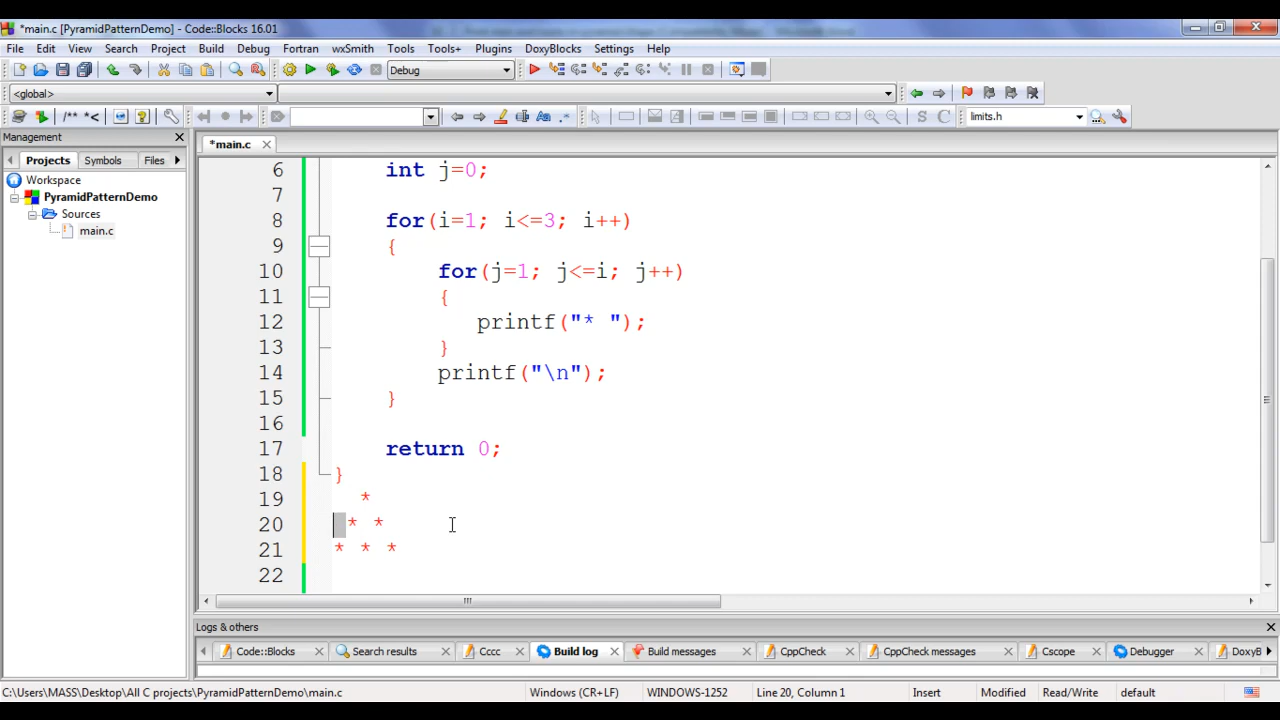 *main.c [PyramidPatternDemo] - Code::Blocks 16.01
File Edit View Search Project Build Debug Fortran wxSmith Tools Tools+ Plugins DoxyBlocks Settings Help
Debug
<global>
/** *< limits.h
Management
*main.c
Projects Symbols Files
Workspace
PyramidPatternDemo
Sources
main.c
6 int j=0;
7
8 for(i=1; i<=3; i++)
9 {
10 for(j=1; j<=i; j++)
11 {
12 printf("* ");
13 }
14 printf("\n");
15 }
16
17 return 0;
18 }
19 *
20 * *
21 * * *
22
Logs & others
Code::Blocks Search results Cccc Build log Build messages CppCheck CppCheck messages Cscope Debugger DoxyB
C:\Users\MASS\Desktop\All C projects\PyramidPatternDemo\main.c Windows (CR+LF) WINDOWS-1252 Line 20, Column 1 Insert Modified Read/Write default